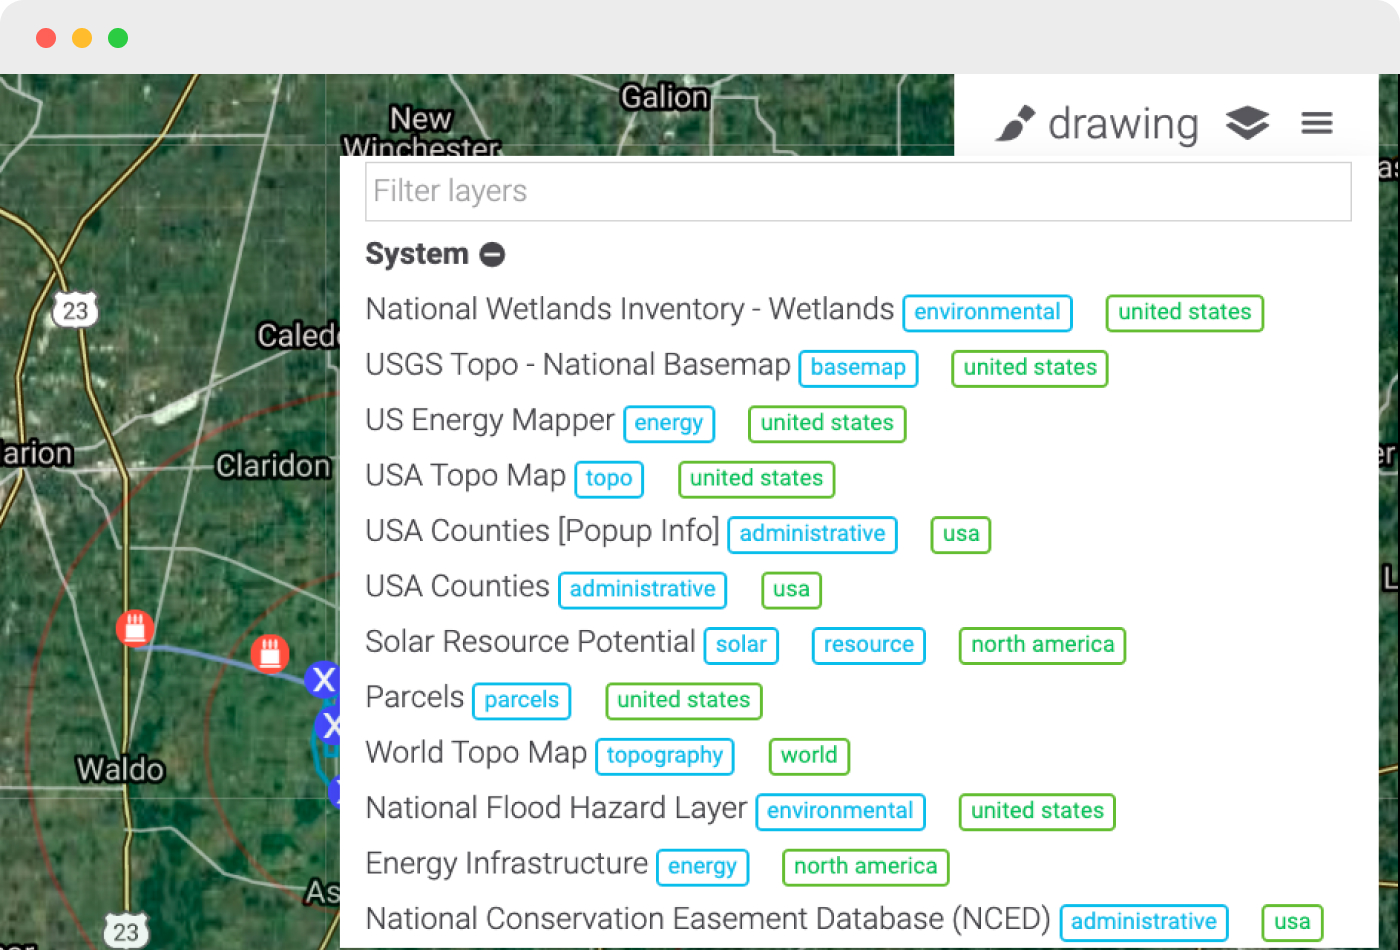 Galion
New
Winchester
drawing
Filter layers
System
National Wetlands Inventory - Wetlands environmental united states
23
Caled
USGS Topo - National Basemap basemap united states
US Energy Mapper energy united states
arion
Claridon
er
USA Topo Map topo united states
USA Counties [Popup Info] administrative usa
USA Counties administrative usa
L
Solar Resource Potential solar resource north america
X
Parcels parcels united states
X
World Topo Map topography world
Waldo
National Flood Hazard Layer environmental united states
Energy Infrastructure energy north america
As
National Conservation Easement Database (NCED) administrative usa
23